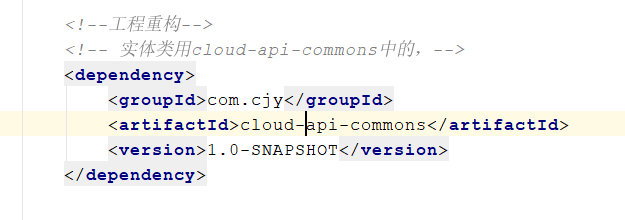 <!--工程重构-->
<!-- 实体类用cloud-api-commons中的，-->
<dependency>
<groupId>com.cjy</groupId>
<artifactId>cloud-api-commons</artifactId>
<version>1.0-SNAPSHOT</version>
</dependency>